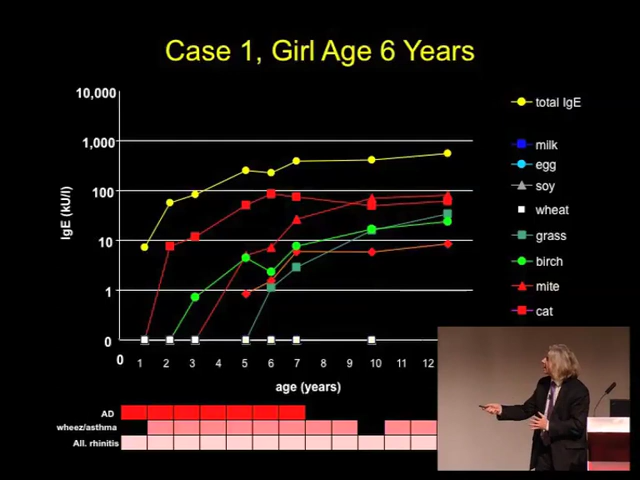 Case 1, Girl Age 6 Years
10,000
1,000
100
10
1
0
IgE (kU/l)
0 1 2 3 4 5 6 7 8 9 10 11 12
age (years)
total IgE
milk
egg
soy
wheat
grass
birch
mite
cat
AD
wheez/asthma
All. rhinitis